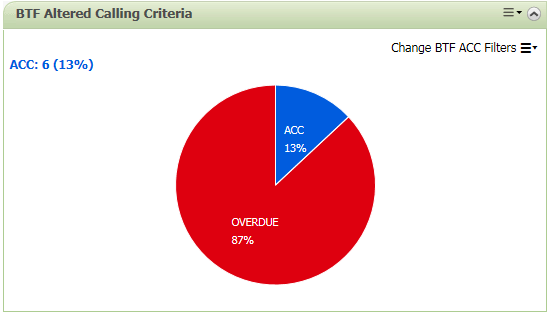 BTF Altered Calling Criteria
Change BTF ACC Filters
ACC: 6 (13%)
ACC
13%
OVERDUE
87%